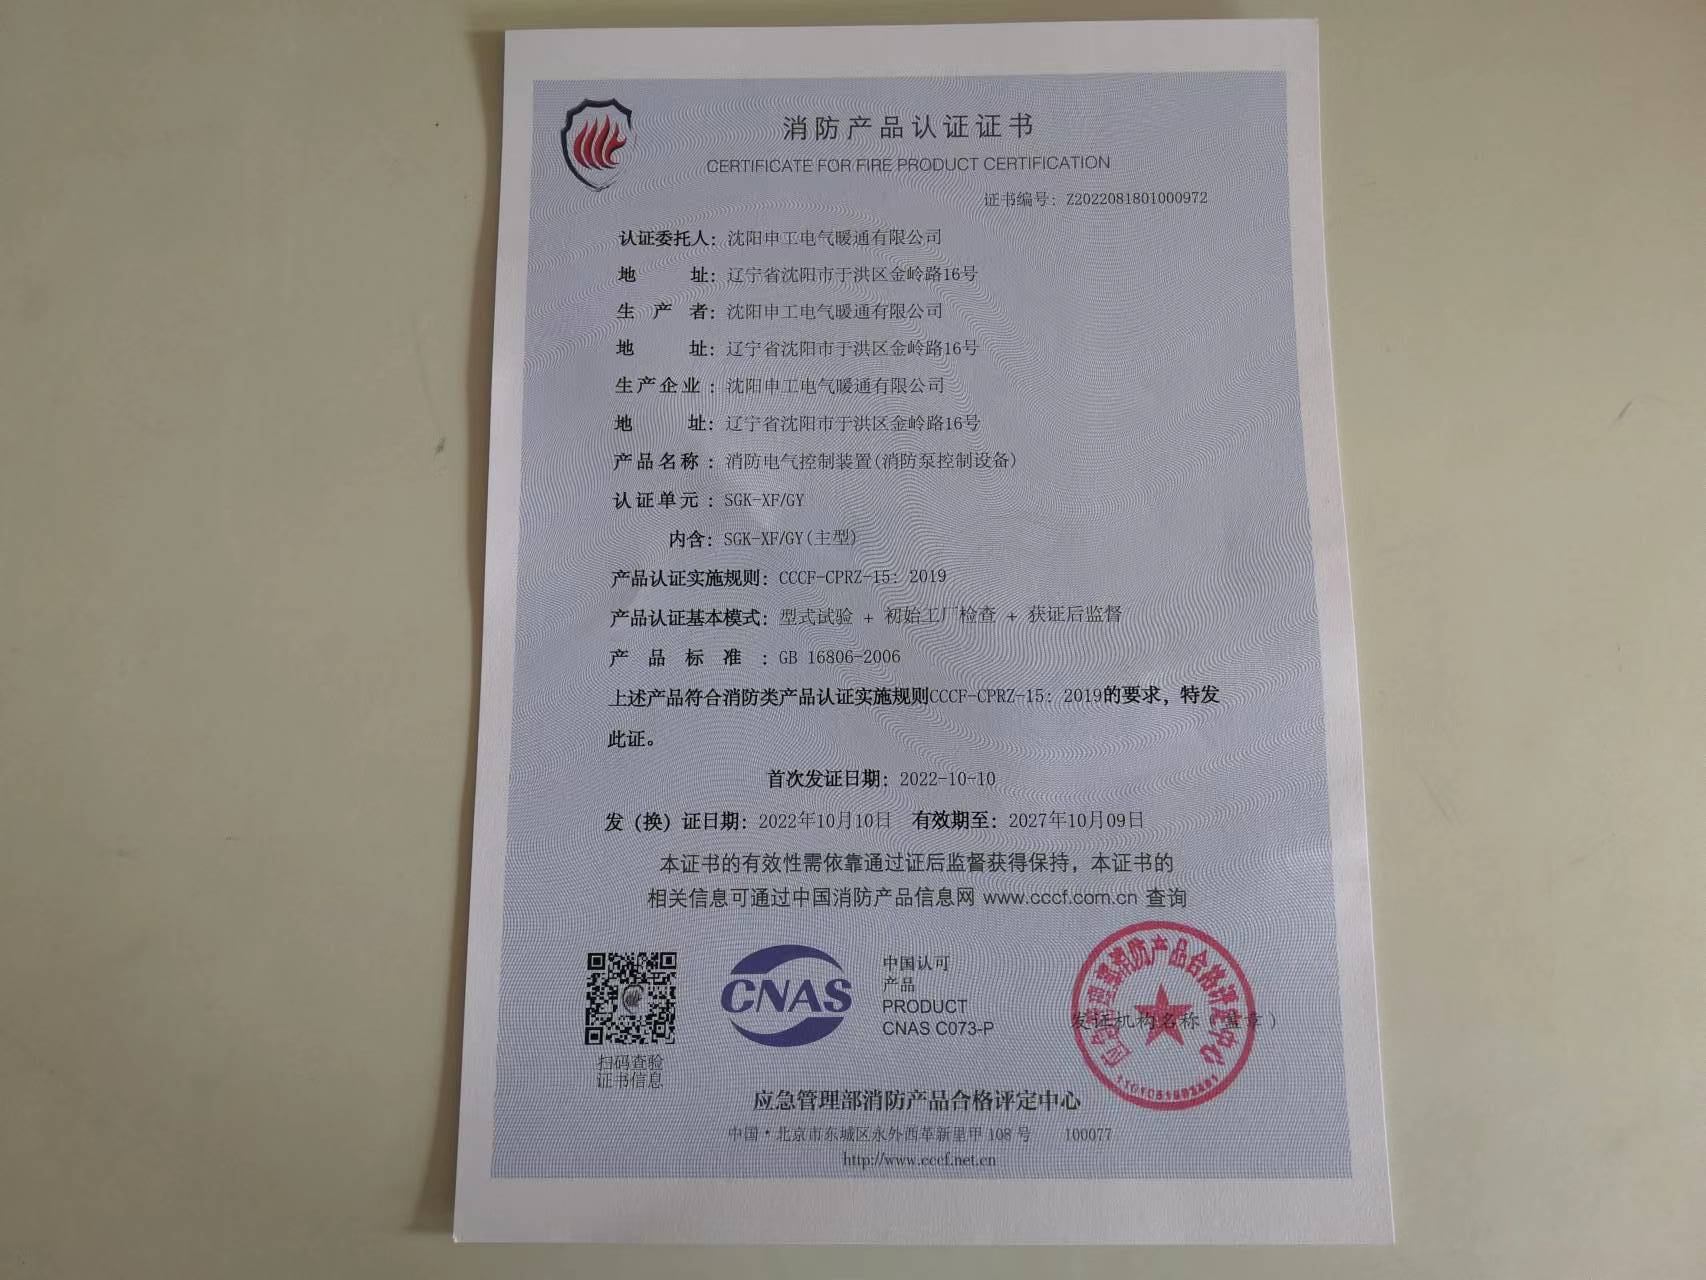 消防产品认证证书
CERTIFICATE FOR FIRE PRODUCT CERTIFICATION
证书编号：Z2022081801000972
认证委托人：沈阳申工电气暖通有限公司
地 址：辽宁省沈阳市于洪区金岭路16号
生 产 者：沈阳申工电气暖通有限公司
地 址：辽宁省沈阳市于洪区金岭路16号
生产企业：沈阳申工电气暖通有限公司
地 址：辽宁省沈阳市于洪区金岭路16号
产品名称：消防电气控制装置(消防泵控制设备)
认证单元：SGK-XF/GY
内含：SGK-XF/GY(主型)
产品认证实施规则：CCCF-CPRZ-15: 2019
产品认证基本模式：型式试验 + 初始工厂检查 + 获证后监督
产 品 标 准 ：GB 16806-2006
上述产品符合消防类产品认证实施规则CCCF-CPRZ-15: 2019的要求，特发
此证。
首次发证日期：2022-10-10
发（换）证日期：2022年10月10日 有效期至：2027年10月09日
本证书的有效性需依靠通过证后监督获得保持，本证书的
相关信息可通过中国消防产品信息网 www.cccf.com.cn 查询
扫码查验
证书信息
CNAS
中国认可
产品
PRODUCT
CNAS C073-P
应急管理部消防产品合格评定中心
发证机构名称（盖章）
应急管理部消防产品合格评定中心
中国·北京市东城区永外西革新里甲 108 号 100077
http://www.cccf.net.cn